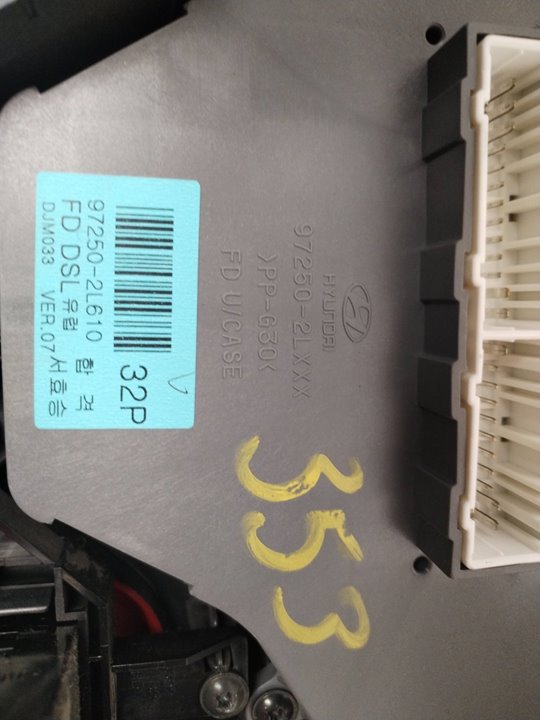 32P
97250-2L610 합격
FD DSL 유럽
DJM033 VER.07 서효승
HYUNDAI
97250-2LXXX
>PP-G30<
FD U/CASE
353